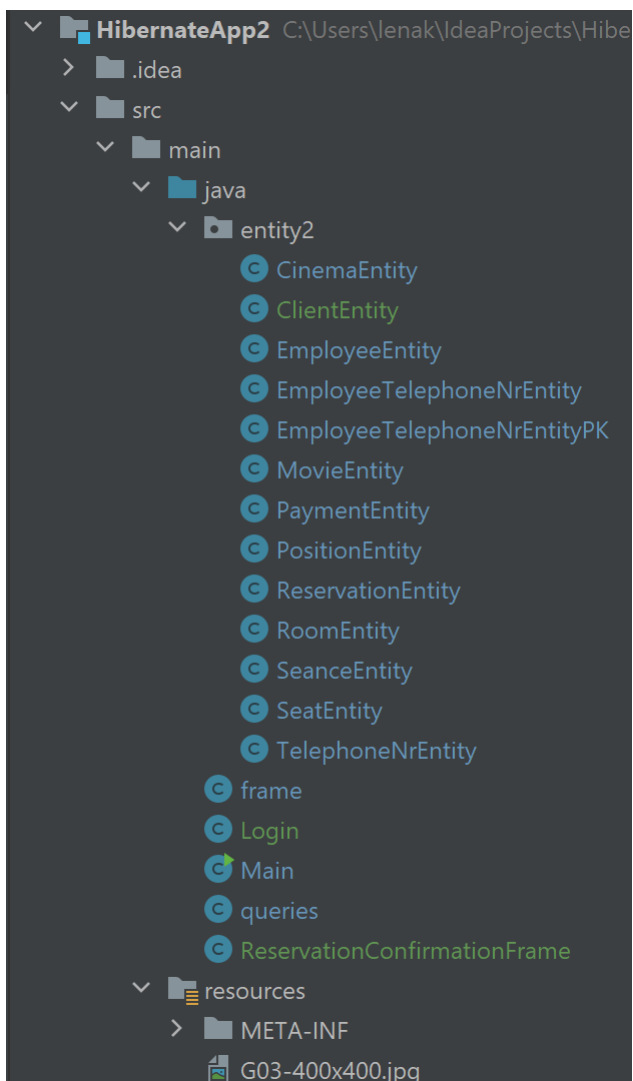 HibernateApp2 C:\Users\lenak\IdeaProjects\Hibe
.idea
src
main
java
entity2
CinemaEntity
ClientEntity
EmployeeEntity
EmployeeTelephoneNrEntity
EmployeeTelephoneNrEntityPK
MovieEntity
PaymentEntity
PositionEntity
ReservationEntity
RoomEntity
SeanceEntity
SeatEntity
TelephoneNrEntity
frame
Login
Main
queries
ReservationConfirmationFrame
resources
META-INF
G03-400x400.jpg